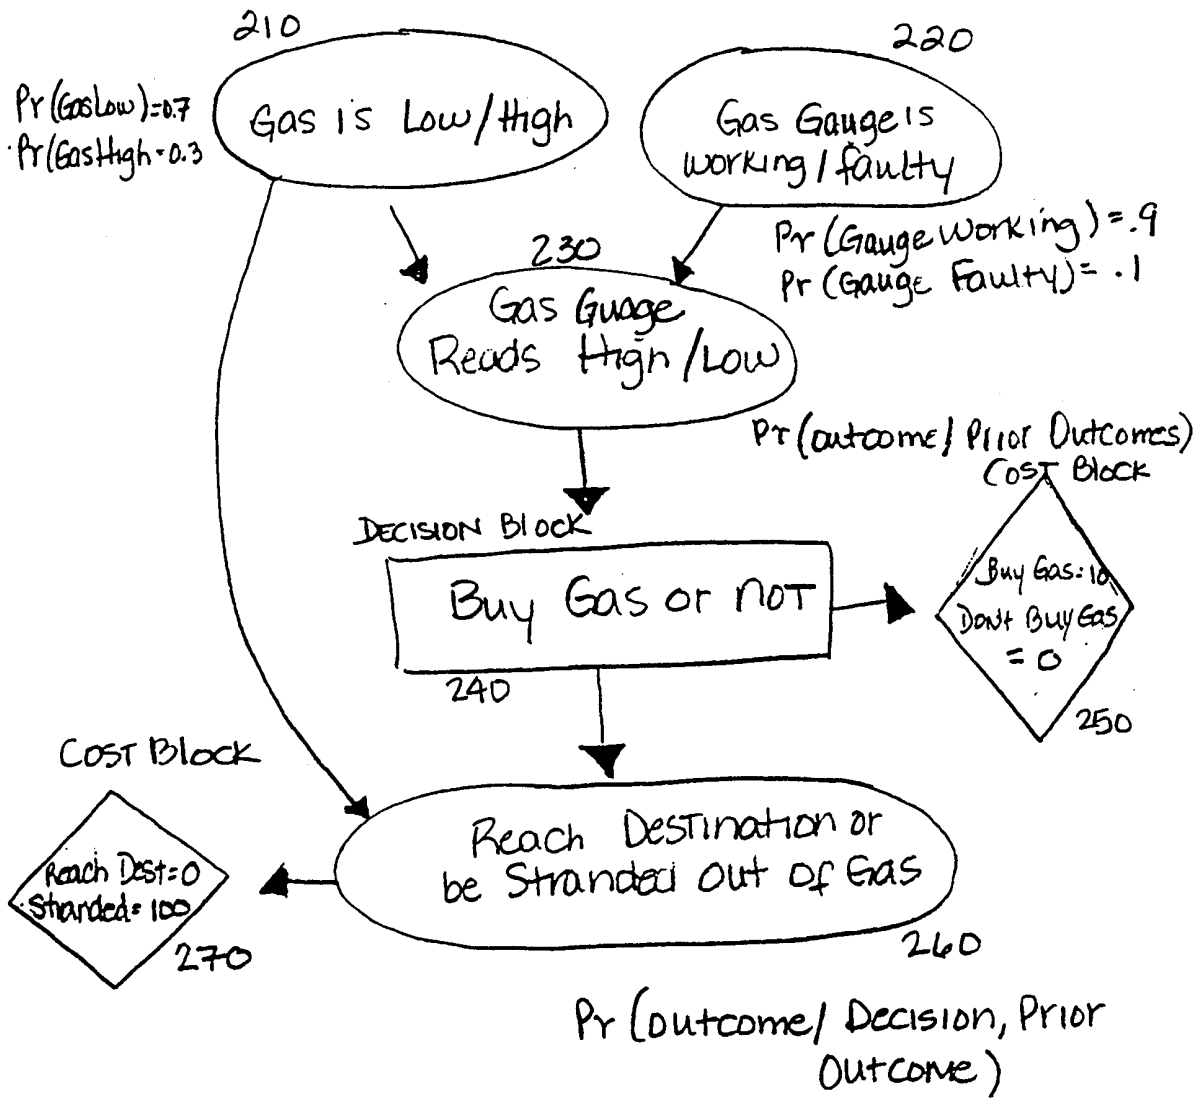 210
220
Pr(GasLow)=0.7
Pr(GasHigh=0.3
Gas is Low/High
Gas Gauge is
working/faulty
Pr(Gauge Working)=.9
Pr(Gauge Faulty)=.1
230
Gas Guage
Reads High/Low
Pr(outcome/Prior Outcomes)
Cost Block
Decision Block
Buy Gas or not
Buy Gas=10
Don't Buy Gas
=0
240
250
Cost Block
Reach Destination or
be Stranded out of Gas
Reach Dest=0
Stranded=100
260
270
Pr(outcome/Decision, Prior
Outcome)